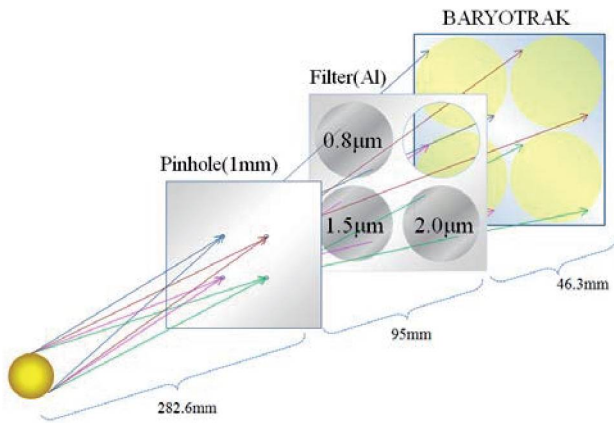 BARYOTRAK
Filter(Al)
0.8μm
Pinhole(1mm)
1.5μm
2.0μm
46.3mm
95mm
282.6mm